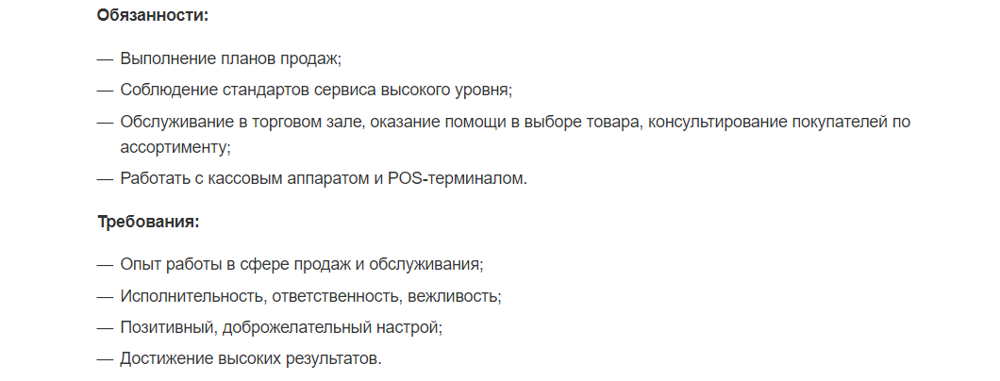 Обязанности:
— Выполнение планов продаж;
— Соблюдение стандартов сервиса высокого уровня;
— Обслуживание в торговом зале, оказание помощи в выборе товара, консультирование покупателей по
ассортименту;
— Работать с кассовым аппаратом и POS-терминалом.
Требования:
— Опыт работы в сфере продаж и обслуживания;
— Исполнительность, ответственность, вежливость;
— Позитивный, доброжелательный настрой;
— Достижение высоких результатов.